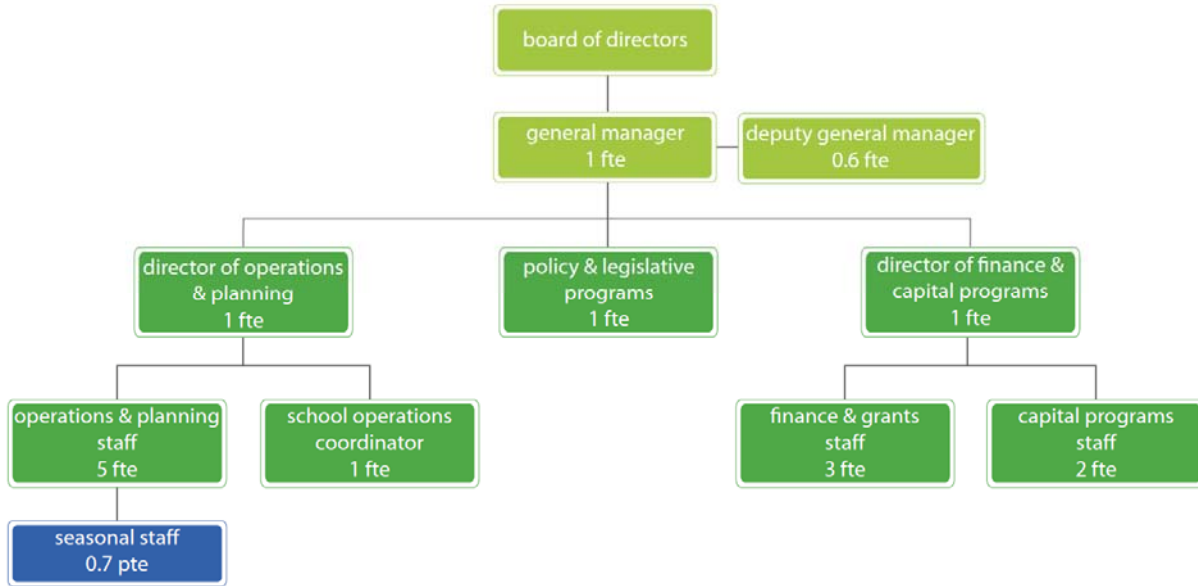 board of directors
general manager
1 fte
deputy general manager
0.6 fte
director of operations
& planning
1 fte
policy & legislative
programs
1 fte
director of finance &
capital programs
1 fte
operations & planning
staff
5 fte
school operations
coordinator
1 fte
finance & grants
staff
3 fte
capital programs
staff
2 fte
seasonal staff
0.7 pte